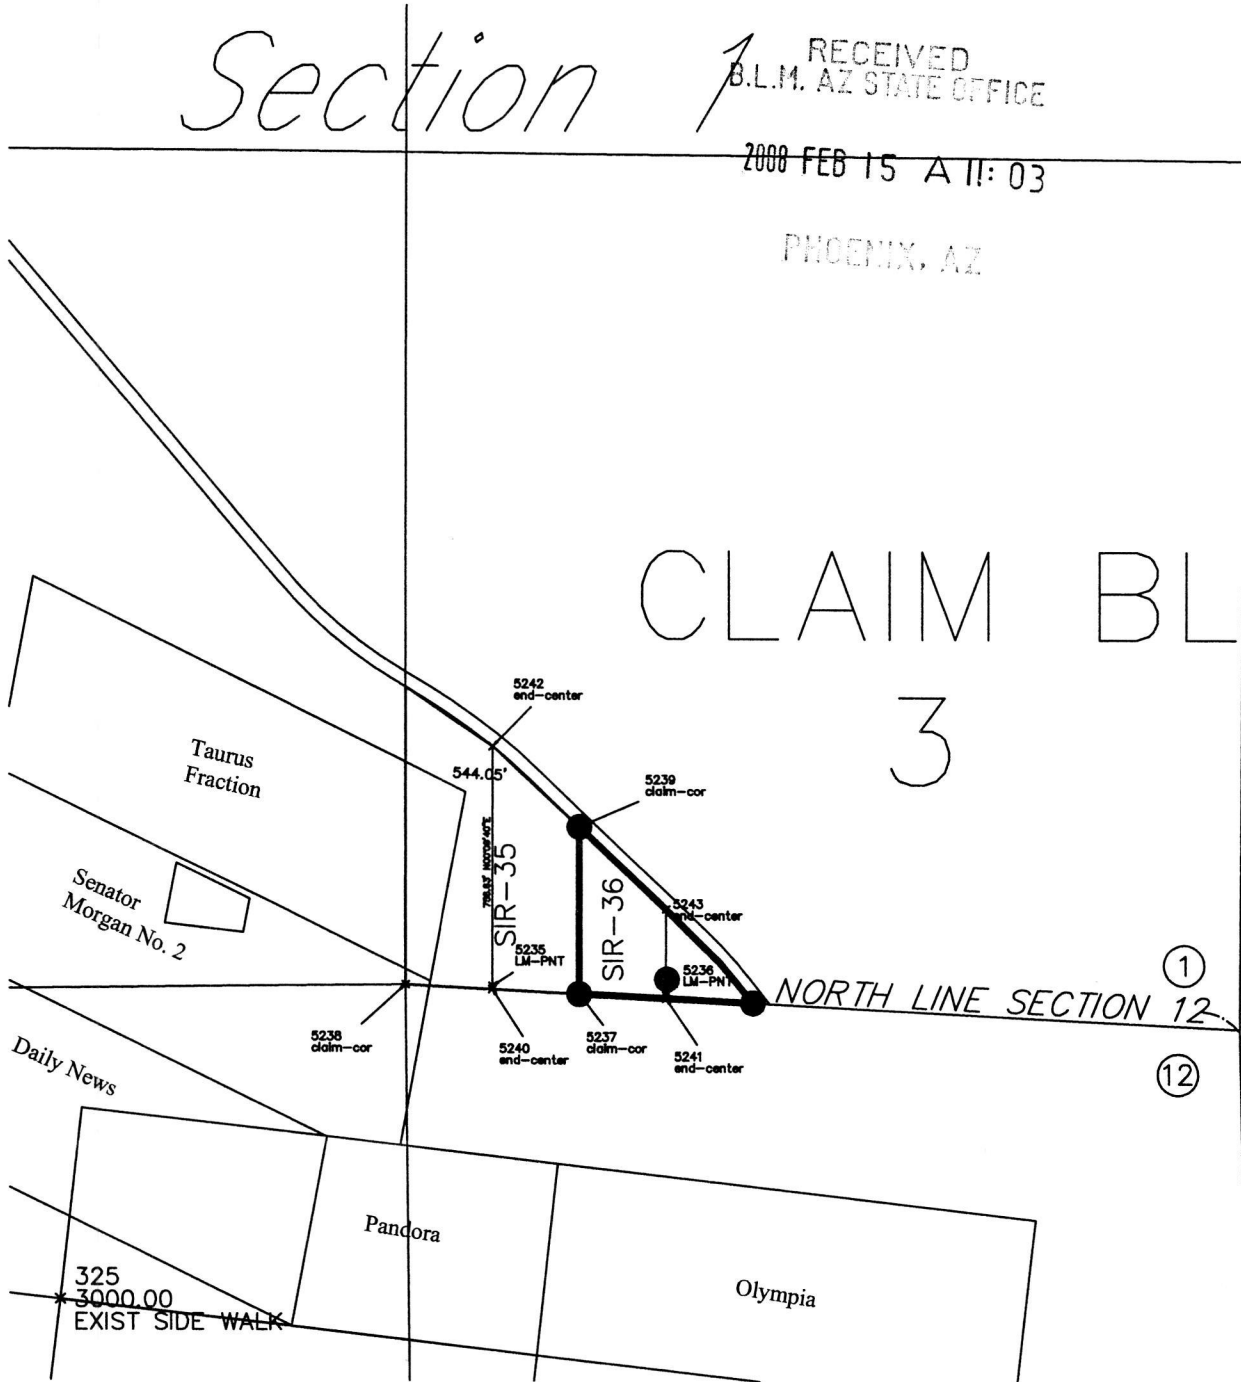 Section 1
RECEIVED
B.L.M. AZ STATE OFFICE
2008 FEB 15 A 11: 03
PHOENIX, AZ
CLAIM BL
3
5242
end-center
544.05'
5239
claim-cor
Taurus
Fraction
SIR-35
SIR-36
Senator
Morgan No. 2
5243
end-center
5235
LM-PNT
5236
LM-PNT
1
NORTH LINE SECTION 12
12
5238
claim-cor
5240
end-center
5237
claim-cor
5241
end-center
Daily News
Pandora
Olympia
325
3000.00
EXIST SIDE WALK